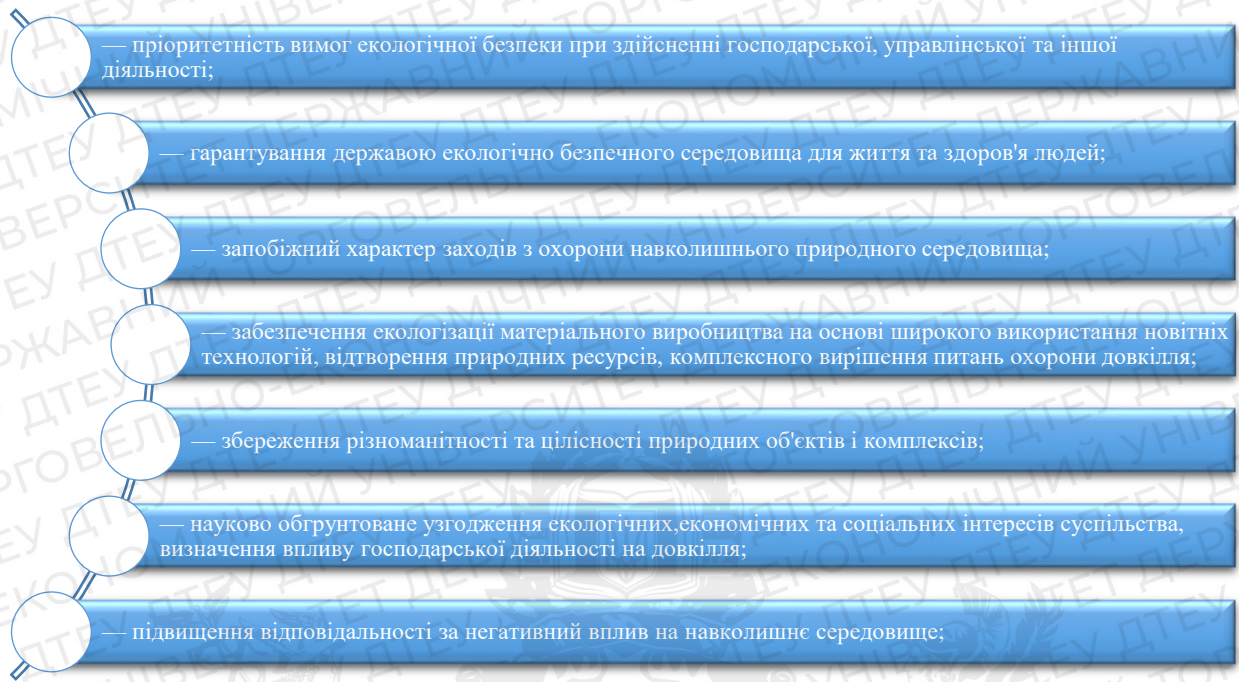 — пріоритетність вимог екологічної безпеки при здійсненні господарської, управлінської та іншої
діяльності;
— гарантування державою екологічно безпечного середовища для життя та здоров'я людей;
— запобіжний характер заходів з охорони навколишнього природного середовища;
— забезпечення екологізації матеріального виробництва на основі широкого використання новітніх
технологій, відтворення природних ресурсів, комплексного вирішення питань охорони довкілля;
— збереження різноманітності та цілісності природних об'єктів і комплексів;
— науково обгрунтоване узгодження екологічних,економічних та соціальних інтересів суспільства,
визначення впливу господарської діяльності на довкілля;
— підвищення відповідальності за негативний вплив на навколишнє середовище;